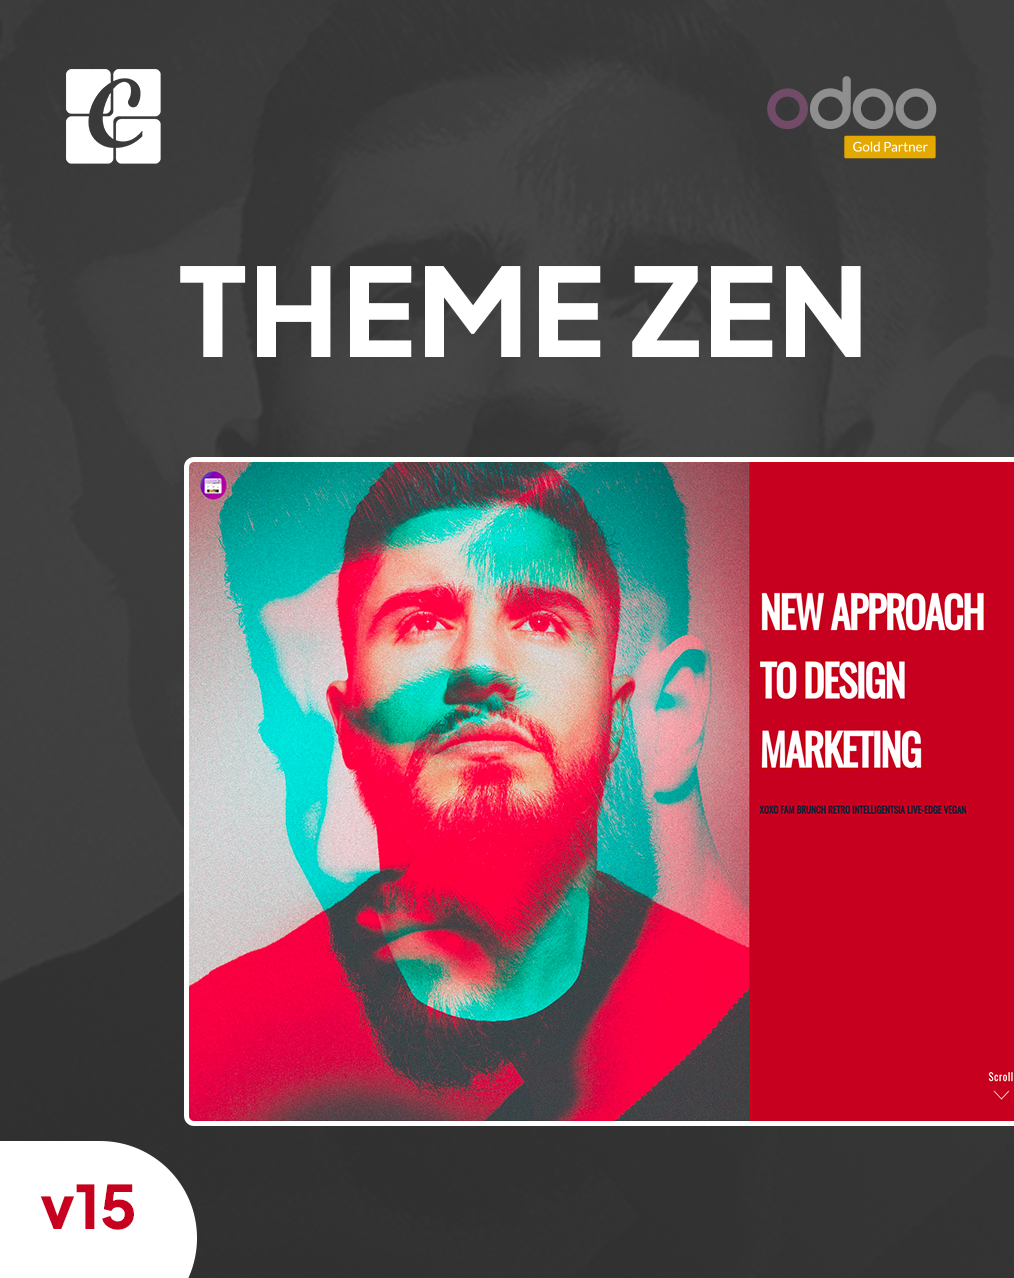 C
odoo
Gold Partner
THEME ZEN
NEW APPROACH
TO DESIGN
MARKETING
XOXO FAM BRUNCH RETRO INTELLIGENTSIA LIVE-EDGE VEGAN
Scroll
v15